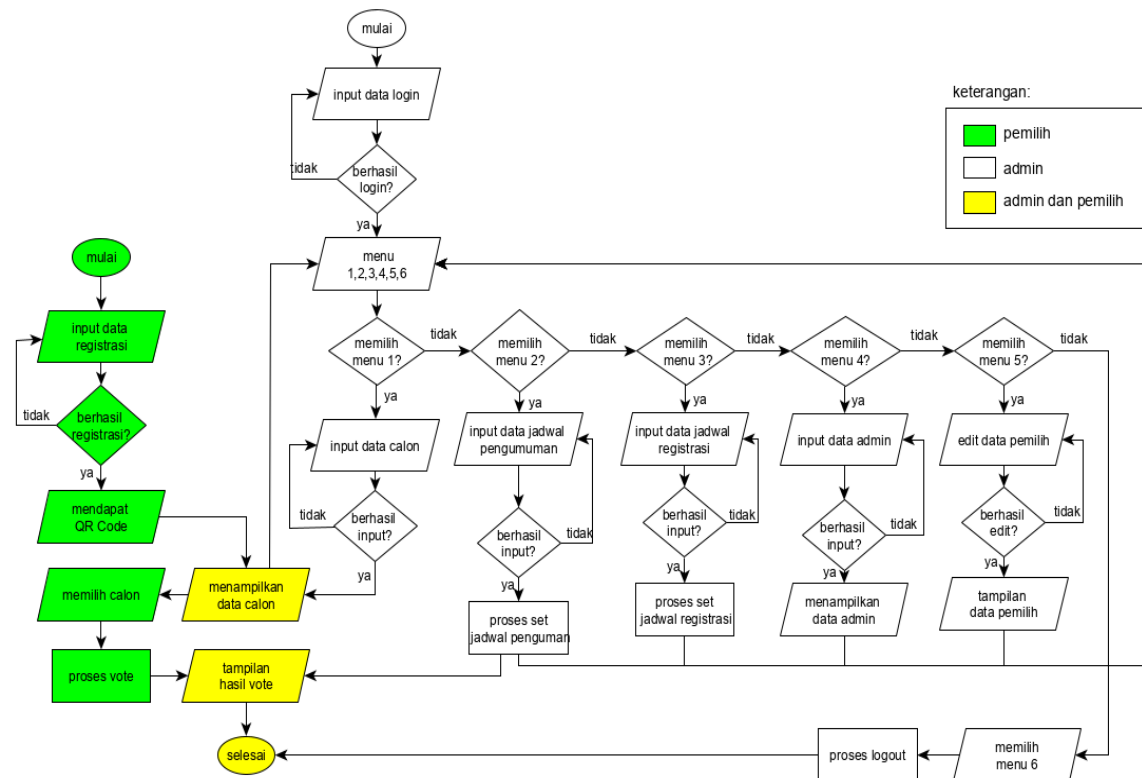 mulai
input data login
tidak
berhasil
login?
ya
menu
1,2,3,4,5,6
keterangan:
pemilih
admin
admin dan pemilih
mulai
input data
registrasi
tidak
berhasil
registrasi?
ya
mendapat
QR Code
memilih calon
menampilkan
data calon
proses vote
tampilan
hasil vote
selesai
memilih
menu 1?
tidak
memilih
menu 2?
tidak
memilih
menu 3?
tidak
memilih
menu 4?
tidak
memilih
menu 5?
tidak
ya
input data calon
tidak
berhasil
input?
ya
ya
input data jadwal
pengumuman
berhasil
input?
tidak
ya
proses set
jadwal penguman
ya
input data jadwal
registrasi
berhasil
input?
tidak
ya
proses set
jadwal registrasi
ya
input data admin
berhasil
input?
tidak
ya
menampilkan
data admin
ya
edit data pemilih
berhasil
edit?
tidak
ya
tampilan
data pemilih
proses logout
memilih
menu 6